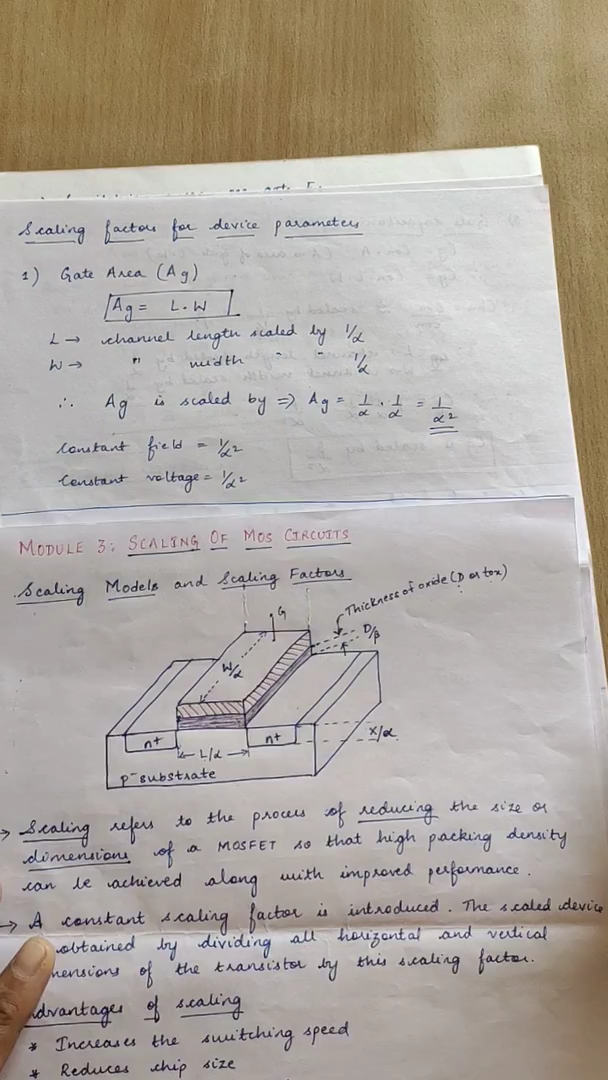 Scaling factors for device parameters
1) Gate Area (Ag)
Ag = L . W
L → channel length scaled by 1/α
W → " width " " 1/α
∴ Ag is scaled by => Ag = 1/α . 1/α = 1/α²
Constant field = 1/α²
Constant voltage = 1/α²
MODULE 3: SCALING OF MOS CIRCUITS
Scaling Models and Scaling Factors
Thickness of oxide (D or tox)
G
D/β
W/α
n+
L/α
n+
X/α
p- substrate
→ Scaling refers to the process of reducing the size or
dimensions of a MOSFET so that high packing density
can be achieved along with improved performance.
→ A constant scaling factor is introduced. The scaled device
obtained by dividing all horizontal and vertical
mensions of the transistor by this scaling factor.
dvantages of scaling
* Increases the switching speed
* Reduces chip size